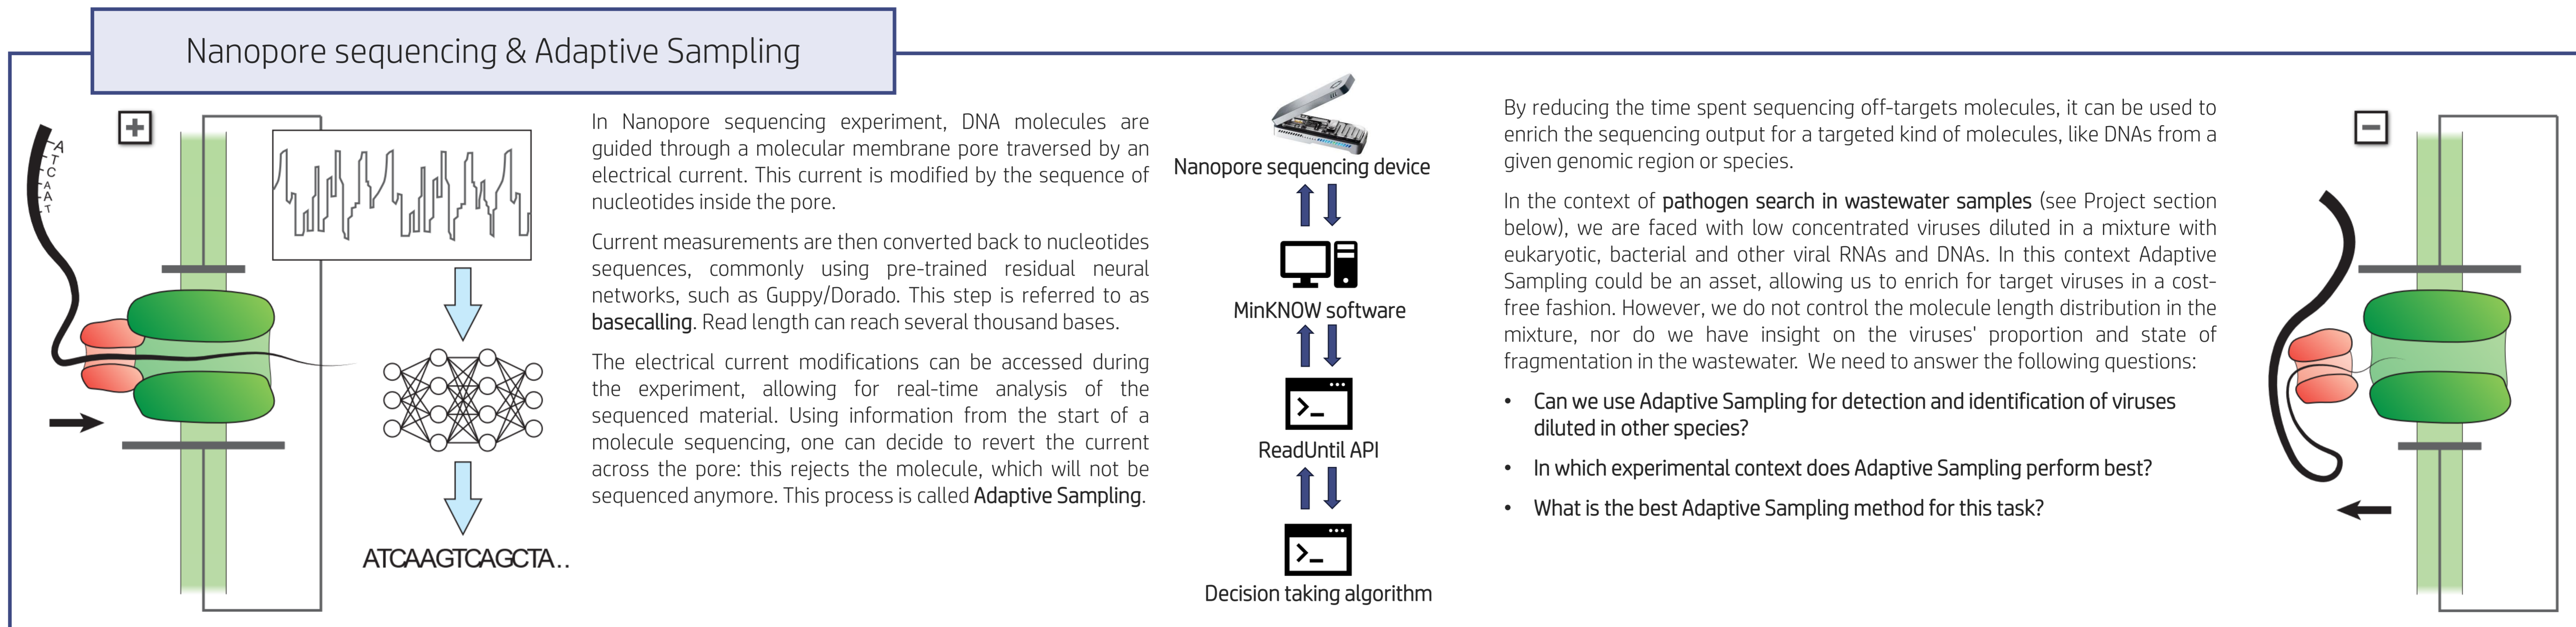 Nanopore sequencing & Adaptive Sampling
+
A
T
C
A
A
T
ATCAAGTCAGCTA..
In Nanopore sequencing experiment, DNA molecules are
guided through a molecular membrane pore traversed by an
electrical current. This current is modified by the sequence of
nucleotides inside the pore.
Current measurements are then converted back to nucleotides
sequences, commonly using pre-trained residual neural
networks, such as Guppy/Dorado. This step is referred to as
basecalling. Read length can reach several thousand bases.
The electrical current modifications can be accessed during
the experiment, allowing for real-time analysis of the
sequenced material. Using information from the start of a
molecule sequencing, one can decide to revert the current
across the pore: this rejects the molecule, which will not be
sequenced anymore. This process is called Adaptive Sampling.
Nanopore sequencing device
MinKNOW software
>_
ReadUntil API
>_
Decision taking algorithm
By reducing the time spent sequencing off-targets molecules, it can be used to
enrich the sequencing output for a targeted kind of molecules, like DNAs from a
given genomic region or species.
In the context of pathogen search in wastewater samples (see Project section
below), we are faced with low concentrated viruses diluted in a mixture with
eukaryotic, bacterial and other viral RNAs and DNAs. In this context Adaptive
Sampling could be an asset, allowing us to enrich for target viruses in a cost-
free fashion. However, we do not control the molecule length distribution in the
mixture, nor do we have insight on the viruses' proportion and state of
fragmentation in the wastewater. We need to answer the following questions:
• Can we use Adaptive Sampling for detection and identification of viruses
diluted in other species?
• In which experimental context does Adaptive Sampling perform best?
• What is the best Adaptive Sampling method for this task?
−